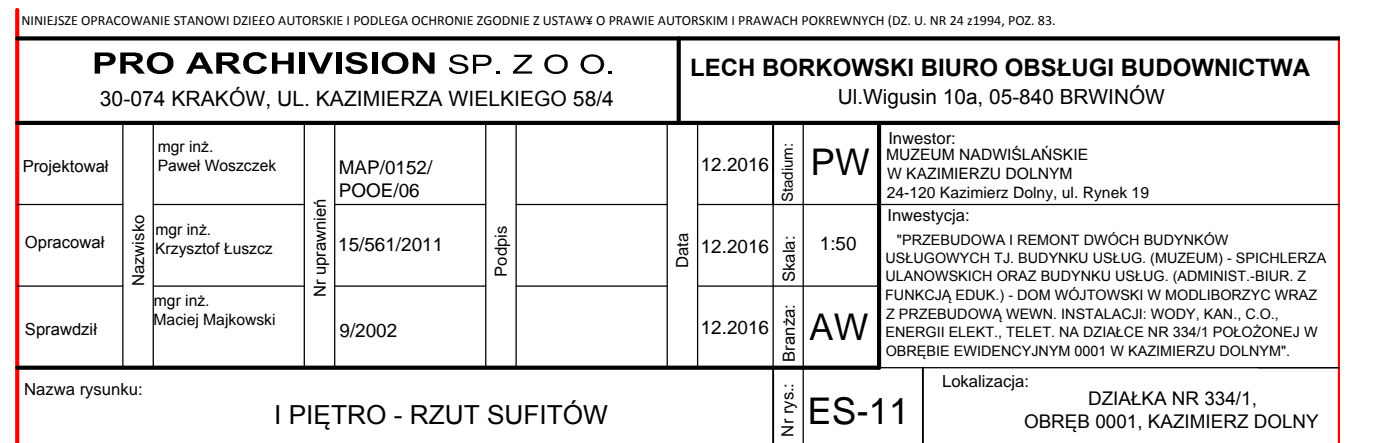 NINIEJSZE OPRACOWANIE STANOWI DZIE£O AUTORSKIE I PODLEGA OCHRONIE ZGODNIE Z USTAW¥ O PRAWIE AUTORSKIM I PRAWACH POKREWNYCH (DZ. U. NR 24 z1994, POZ. 83.
PRO ARCHIVISION SP. Z O O.
30-074 KRAKÓW, UL. KAZIMIERZA WIELKIEGO 58/4
LECH BORKOWSKI BIURO OBSŁUGI BUDOWNICTWA
Ul.Wigusin 10a, 05-840 BRWINÓW
Projektował
Nazwisko
mgr inż.
Paweł Woszczek
Nr uprawnień
MAP/0152/
POOE/06
Podpis
Data
12.2016
Stadium:
PW
Opracował
mgr inż.
Krzysztof Łuszcz
15/561/2011
12.2016
Skala:
1:50
Sprawdził
mgr inż.
Maciej Majkowski
9/2002
12.2016
Branża:
AW
Inwestor:
MUZEUM NADWIŚLAŃSKIE
W KAZIMIERZU DOLNYM
24-120 Kazimierz Dolny, ul. Rynek 19
Inwestycja:
"PRZEBUDOWA I REMONT DWÓCH BUDYNKÓW
USŁUGOWYCH TJ. BUDYNKU USŁUG. (MUZEUM) - SPICHLERZA
ULANOWSKICH ORAZ BUDYNKU USŁUG. (ADMINIST.-BIUR. Z
FUNKCJĄ EDUK.) - DOM WÓJTOWSKI W MODLIBORZYC WRAZ
Z PRZEBUDOWĄ WEWN. INSTALACJI: WODY, KAN., C.O.,
ENERGII ELEKT., TELET. NA DZIAŁCE NR 334/1 POŁOŻONEJ W
OBRĘBIE EWIDENCYJNYM 0001 W KAZIMIERZU DOLNYM".
Nazwa rysunku:
I PIĘTRO - RZUT SUFITÓW
Nr rys.:
ES-11
Lokalizacja:
DZIAŁKA NR 334/1,
OBRĘB 0001, KAZIMIERZ DOLNY